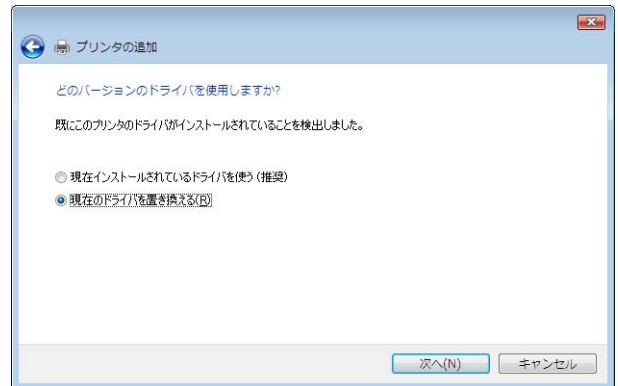 プリンタの追加
どのバージョンのドライバを使用しますか?
既にこのプリンタのドライバがインストールされていることを検出しました。
現在インストールされているドライバを使う(推奨)
現在のドライバを置き換える(R)
次へ(N) キャンセル